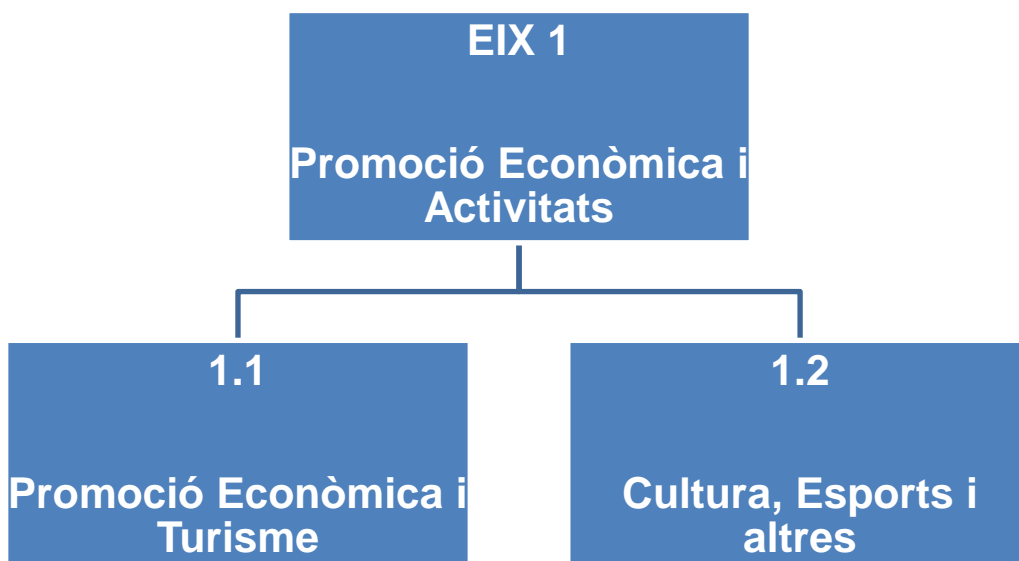 EIX 1
Promoció Econòmica i
Activitats
1.1
Promoció Econòmica i
Turisme
1.2
Cultura, Esports i
altres